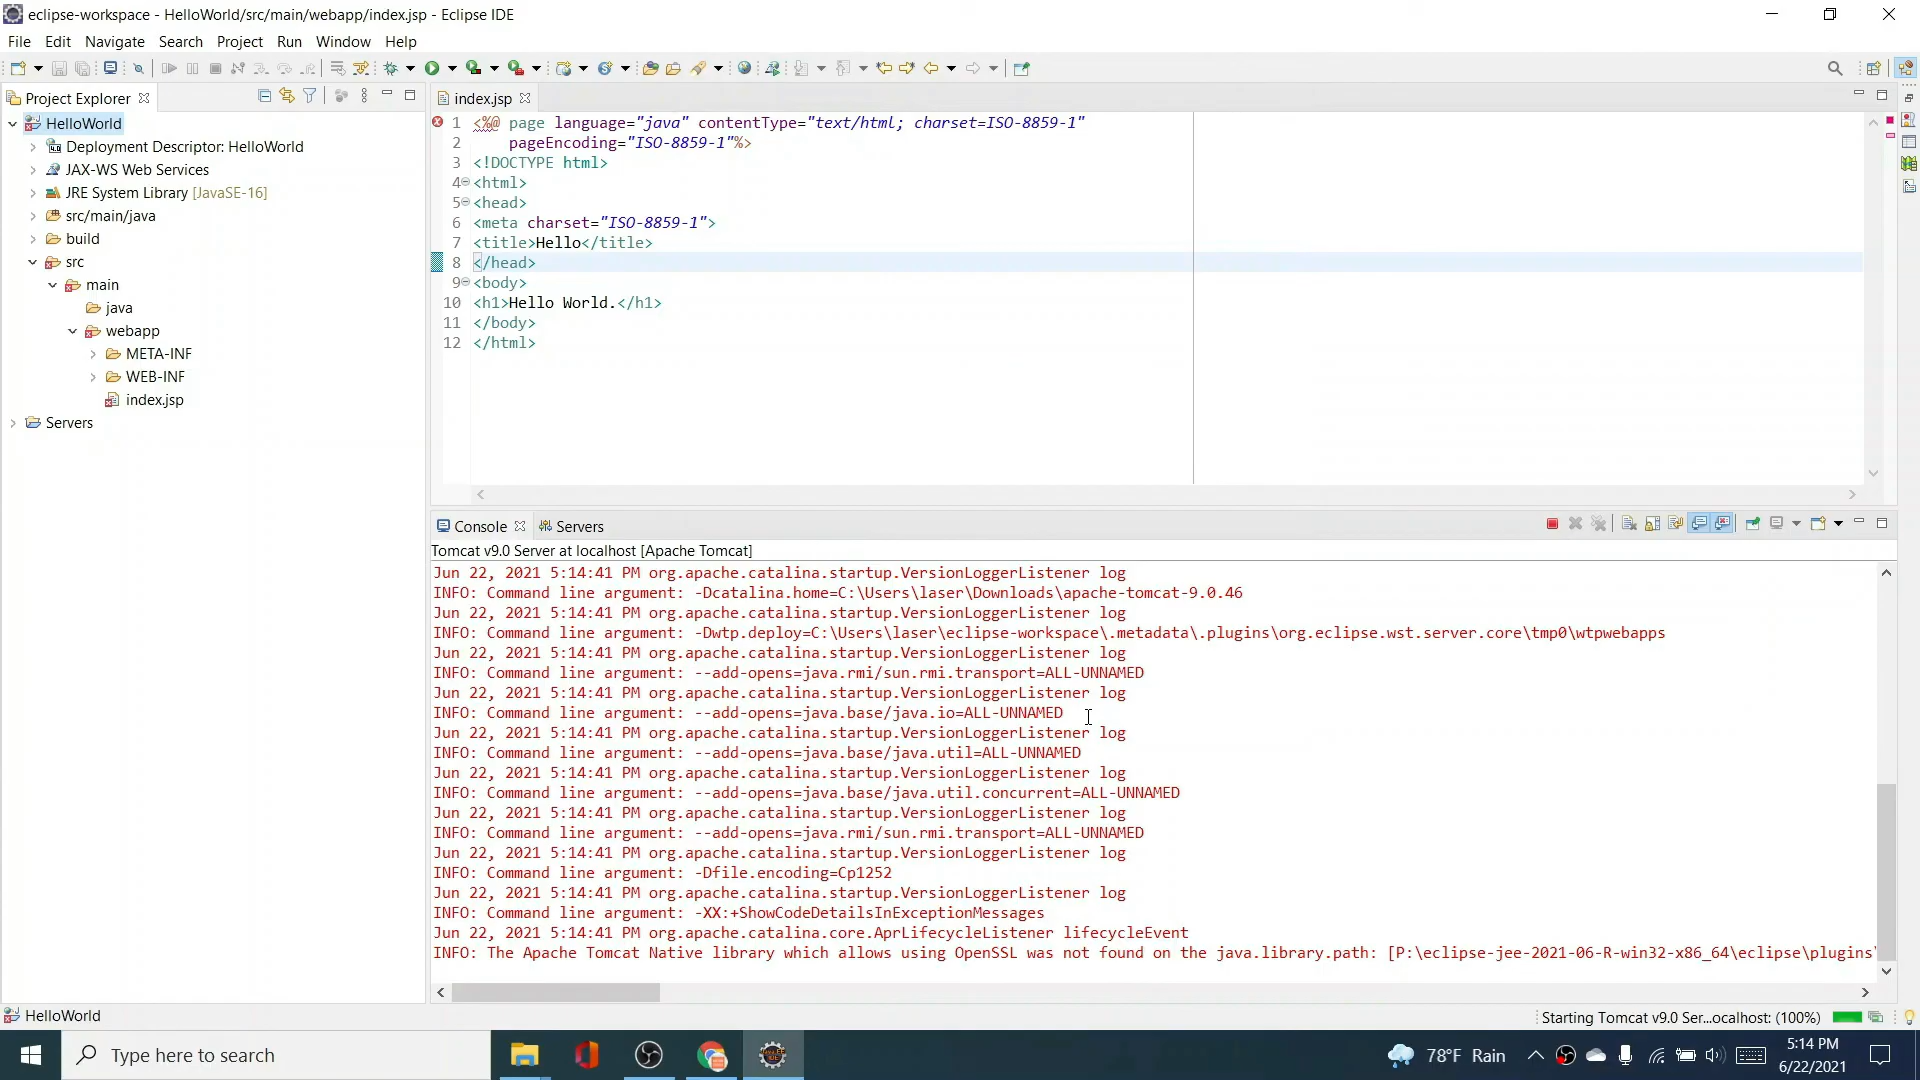 eclipse-workspace - HelloWorld/src/main/webapp/index.jsp - Eclipse IDE
File Edit Navigate Search Project Run Window Help
Project Explorer
HelloWorld
Deployment Descriptor: HelloWorld
JAX-WS Web Services
JRE System Library [JavaSE-16]
src/main/java
build
src
main
java
webapp
META-INF
WEB-INF
index.jsp
Servers
index.jsp
1 <%@ page language="java" contentType="text/html; charset=ISO-8859-1"
2 pageEncoding="ISO-8859-1"%>
3 <!DOCTYPE html>
4 <html>
5 <head>
6 <meta charset="ISO-8859-1">
7 <title>Hello</title>
8 </head>
9 <body>
10 <h1>Hello World.</h1>
11 </body>
12 </html>
Console Servers
Tomcat v9.0 Server at localhost [Apache Tomcat]
Jun 22, 2021 5:14:41 PM org.apache.catalina.startup.VersionLoggerListener log
INFO: Command line argument: -Dcatalina.home=C:\Users\laser\Downloads\apache-tomcat-9.0.46
Jun 22, 2021 5:14:41 PM org.apache.catalina.startup.VersionLoggerListener log
INFO: Command line argument: -Dwtp.deploy=C:\Users\laser\eclipse-workspace\.metadata\.plugins\org.eclipse.wst.server.core\tmp0\wtpwebapps
Jun 22, 2021 5:14:41 PM org.apache.catalina.startup.VersionLoggerListener log
INFO: Command line argument: --add-opens=java.rmi/sun.rmi.transport=ALL-UNNAMED
Jun 22, 2021 5:14:41 PM org.apache.catalina.startup.VersionLoggerListener log
INFO: Command line argument: --add-opens=java.base/java.io=ALL-UNNAMED
Jun 22, 2021 5:14:41 PM org.apache.catalina.startup.VersionLoggerListener log
INFO: Command line argument: --add-opens=java.base/java.util=ALL-UNNAMED
Jun 22, 2021 5:14:41 PM org.apache.catalina.startup.VersionLoggerListener log
INFO: Command line argument: --add-opens=java.base/java.util.concurrent=ALL-UNNAMED
Jun 22, 2021 5:14:41 PM org.apache.catalina.startup.VersionLoggerListener log
INFO: Command line argument: --add-opens=java.rmi/sun.rmi.transport=ALL-UNNAMED
Jun 22, 2021 5:14:41 PM org.apache.catalina.startup.VersionLoggerListener log
INFO: Command line argument: -Dfile.encoding=Cp1252
Jun 22, 2021 5:14:41 PM org.apache.catalina.startup.VersionLoggerListener log
INFO: Command line argument: -XX:+ShowCodeDetailsInExceptionMessages
Jun 22, 2021 5:14:41 PM org.apache.catalina.core.AprLifecycleListener lifecycleEvent
INFO: The Apache Tomcat Native library which allows using OpenSSL was not found on the java.library.path: [P:\eclipse-jee-2021-06-R-win32-x86_64\eclipse\plugins
HelloWorld
Starting Tomcat v9.0 Ser...ocalhost: (100%)
Type here to search
78°F Rain
5:14 PM
6/22/2021